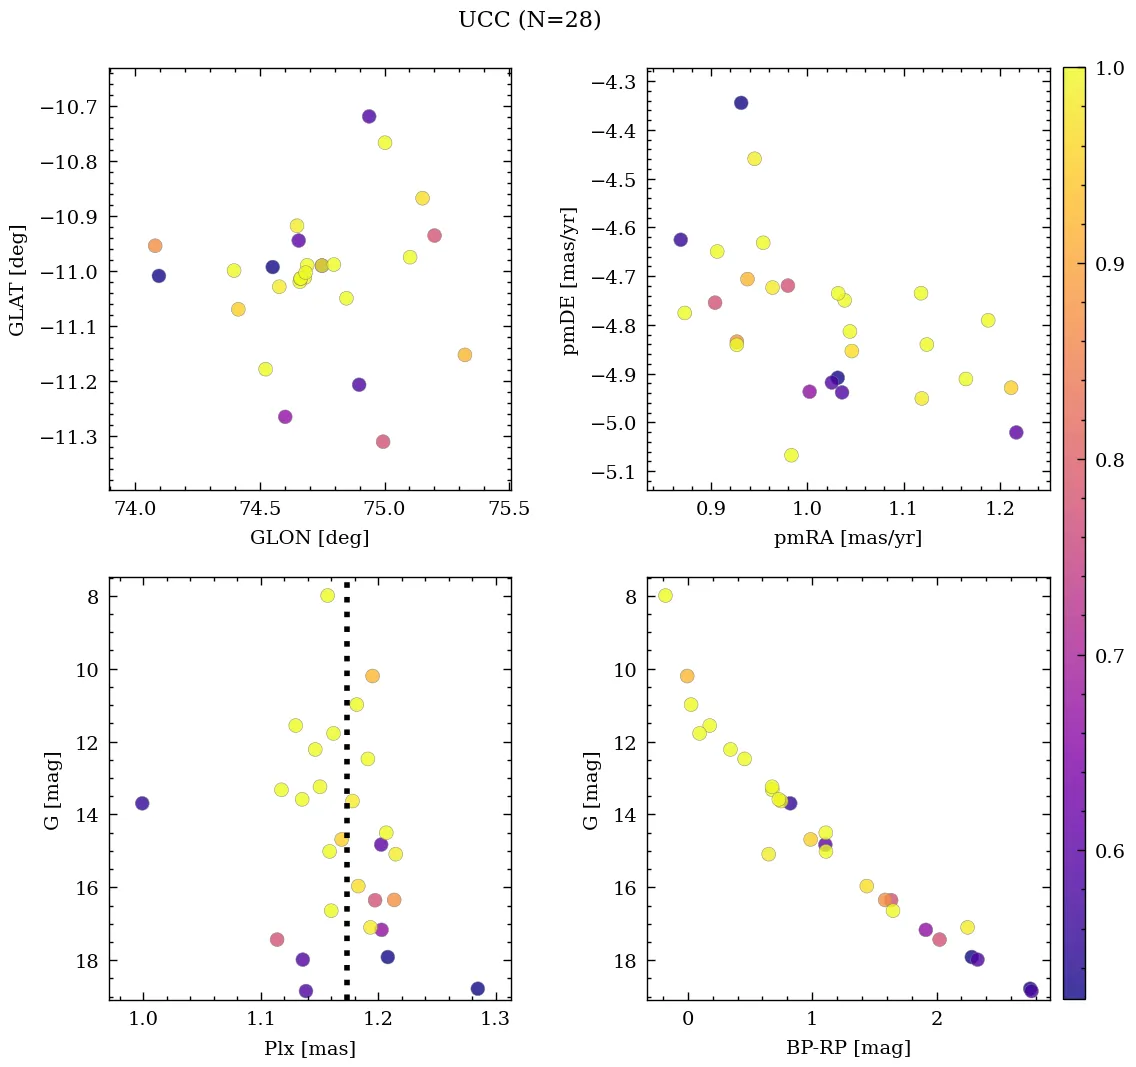 UCC (N=28)
−10.7
−10.8
−10.9
−11.0
−11.1
−11.2
−11.3
GLAT [deg]
74.0 74.5 75.0 75.5
GLON [deg]
−4.3
−4.4
−4.5
−4.6
−4.7
−4.8
−4.9
−5.0
−5.1
pmDE [mas/yr]
0.9 1.0 1.1 1.2
pmRA [mas/yr]
1.0
0.9
0.8
0.7
0.6
8
10
12
14
16
18
G [mag]
1.0 1.1 1.2 1.3
Plx [mas]
8
10
12
14
16
18
G [mag]
0 1 2
BP-RP [mag]